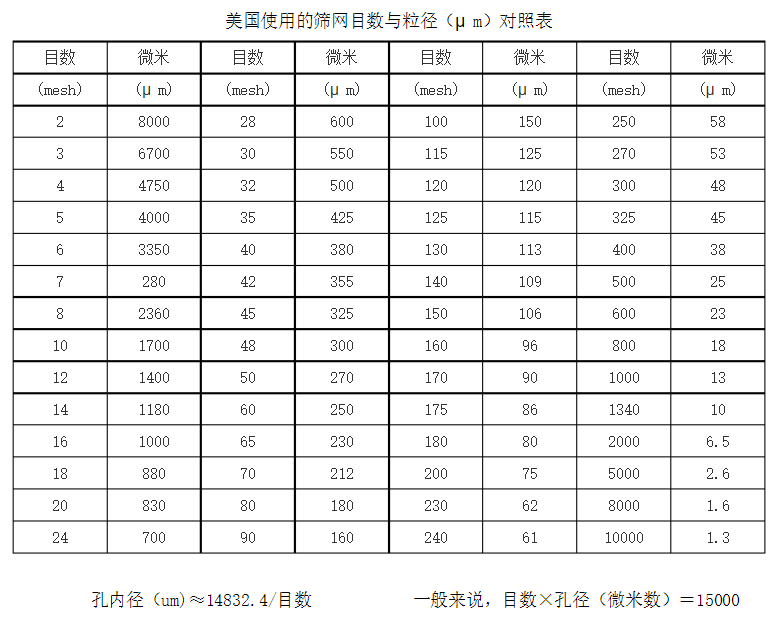 美国使用的筛网目数与粒径（μ m）对照表
目数 微米 目数 微米 目数 微米 目数 微米
(mesh) (μ m) (mesh) (μ m) (mesh) (μ m) (mesh) (μ m)
2 8000 28 600 100 150 250 58
3 6700 30 550 115 125 270 53
4 4750 32 500 120 120 300 48
5 4000 35 425 125 115 325 45
6 3350 40 380 130 113 400 38
7 280 42 355 140 109 500 25
8 2360 45 325 150 106 600 23
10 1700 48 300 160 96 800 18
12 1400 50 270 170 90 1000 13
14 1180 60 250 175 86 1340 10
16 1000 65 230 180 80 2000 6.5
18 880 70 212 200 75 5000 2.6
20 830 80 180 230 62 8000 1.6
24 700 90 160 240 61 10000 1.3
孔内径（um)≈14832.4/目数 一般来说，目数×孔径（微米数）＝15000